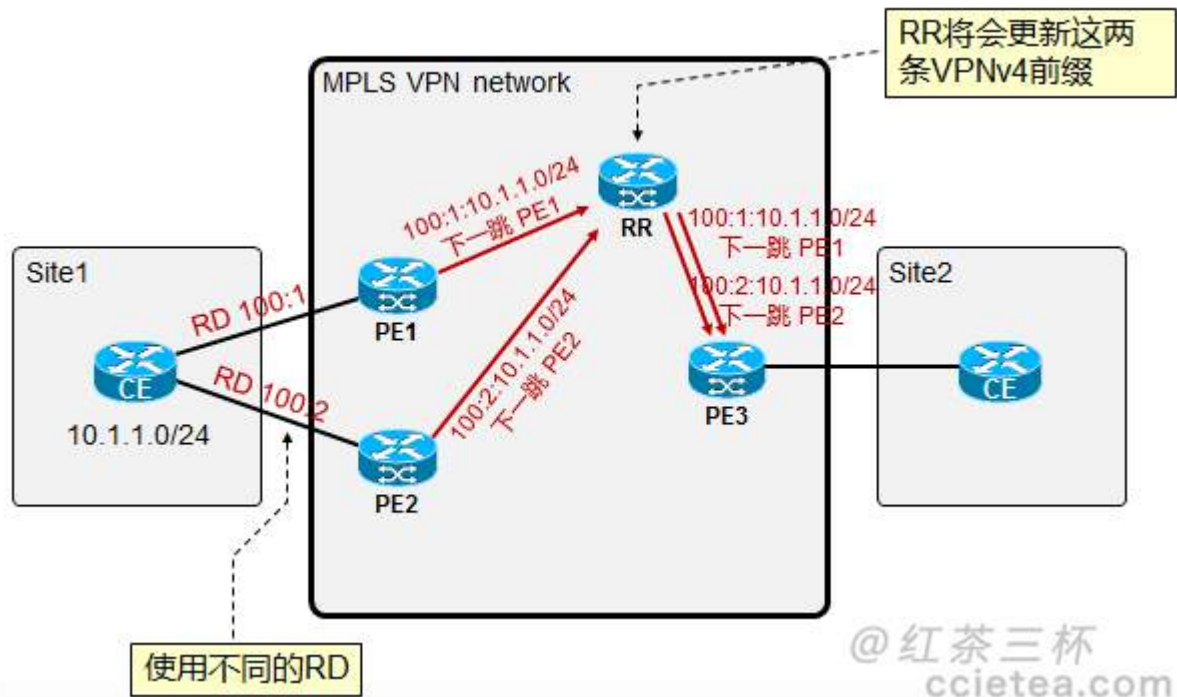 RR将会更新这两
条VPNv4前缀
MPLS VPN network
100:1:10.1.1.0/24
下一跳 PE1
RR
100:1:10.1.1.0/24
下一跳 PE1
100:2:10.1.1.0/24
下一跳 PE2
Site1
RD 100:1
PE1
CE
10.1.1.0/24
RD 100:2
100:2:10.1.1.0/24
下一跳 PE2
PE2
PE3
Site2
CE
使用不同的RD
@红茶三杯
ccietea.com